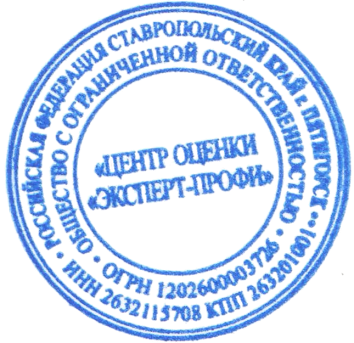 • РОССИЙСКАЯ ФЕДЕРАЦИЯ СТАВРОПОЛЬСКИЙ КРАЙ г. ПЯТИГОРСК •
• ИНН 2632115708 КПП 263201001 •
ОБЩЕСТВО С ОГРАНИЧЕННОЙ ОТВЕТСТВЕННОСТЬЮ
• ОГРН 1202600003726 •
«ЦЕНТР ОЦЕНКИ
«ЭКСПЕРТ-ПРОФИ»